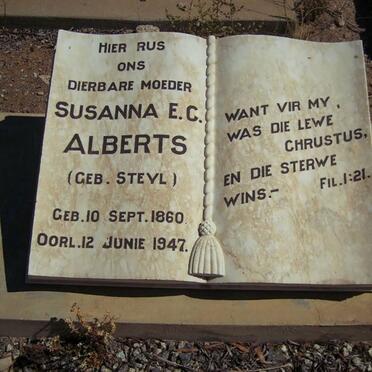 HIER RUS
ONS
DIERBARE MOEDER
SUSANNA E.C.
ALBERTS
(GEB. STEYL)
GEB. 10 SEPT. 1860
OORL. 12 JUNIE 1947.
WANT VIR MY,
WAS DIE LEWE
CHRUSTUS,
EN DIE STERWE
WINS.-
FIL. 1:21.